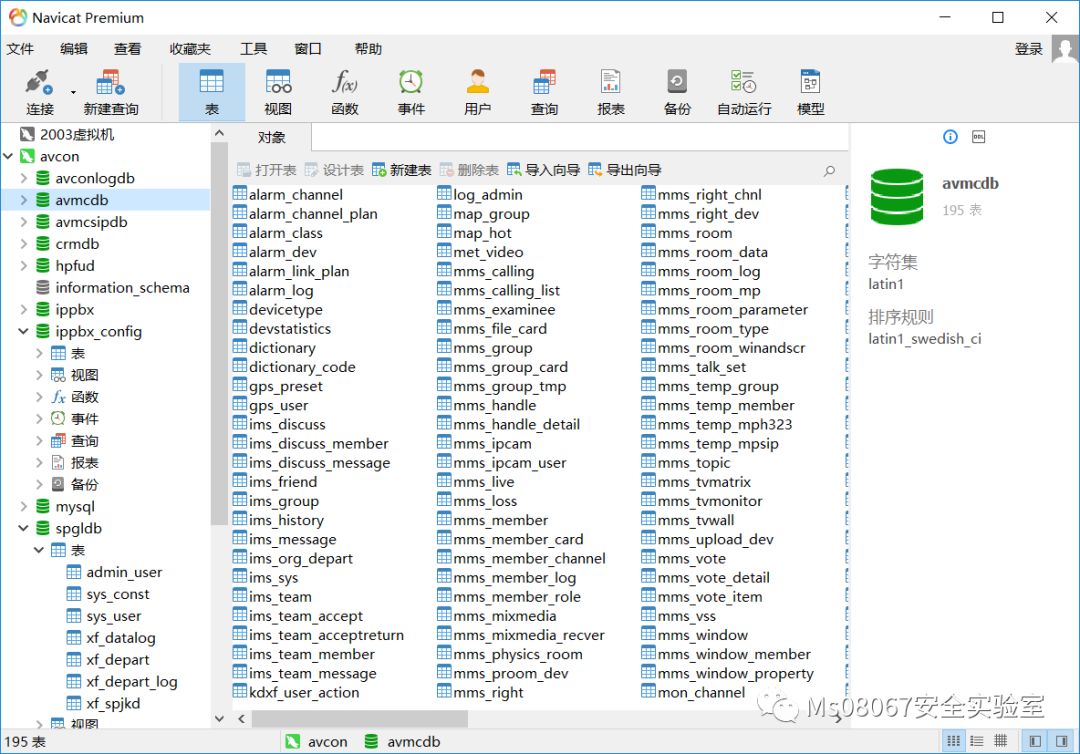 Navicat Premium
文件 编辑 查看 收藏夹 工具 窗口 帮助 登录
连接 新建查询 表 视图 函数 事件 用户 查询 报表 备份 自动运行 模型
2003虚拟机
avcon
avconlogdb
avmcdb
avmcsipdb
crmdb
hpfud
information_schema
ippbx
ippbx_config
表
视图
函数
事件
查询
报表
备份
mysql
spgldb
表
admin_user
sys_const
sys_user
xf_datalog
xf_depart
xf_depart_log
xf_spjkd
视图
对象
打开表 设计表 新建表 删除表 导入向导 导出向导
alarm_channel
alarm_channel_plan
alarm_class
alarm_dev
alarm_link_plan
alarm_log
devicetype
devstatistics
dictionary
dictionary_code
gps_preset
gps_user
ims_discuss
ims_discuss_member
ims_discuss_message
ims_friend
ims_group
ims_history
ims_message
ims_org_depart
ims_sys
ims_team
ims_team_accept
ims_team_acceptreturn
ims_team_member
ims_team_message
kdxf_user_action
log_admin
map_group
map_hot
met_video
mms_calling
mms_calling_list
mms_examinee
mms_file_card
mms_group
mms_group_card
mms_group_tmp
mms_handle
mms_handle_detail
mms_ipcam
mms_ipcam_user
mms_live
mms_loss
mms_member
mms_member_card
mms_member_channel
mms_member_log
mms_member_role
mms_mixmedia
mms_mixmedia_recver
mms_physics_room
mms_proom_dev
mms_right
mms_right_chnl
mms_right_dev
mms_room
mms_room_data
mms_room_log
mms_room_mp
mms_room_parameter
mms_room_type
mms_room_winandscr
mms_talk_set
mms_temp_group
mms_temp_member
mms_temp_mph323
mms_temp_mpsip
mms_topic
mms_tvmatrix
mms_tvmonitor
mms_tvwall
mms_upload_dev
mms_vote
mms_vote_detail
mms_vote_item
mms_vss
mms_window
mms_window_member
mms_window_property
mon_channel
DDL
avmcdb
195 表
字符集
latin1
排序规则
latin1_swedish_ci
Ms08067安全实验室
195 表 avcon avmcdb